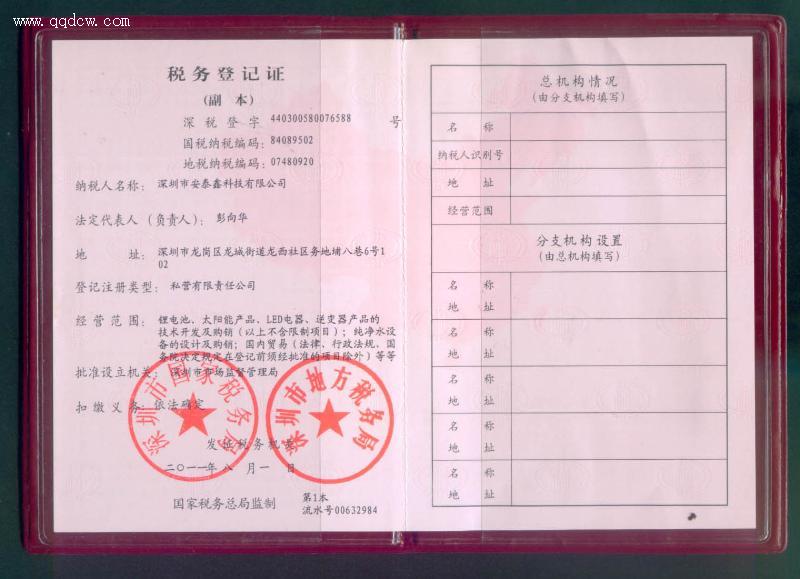 www.qqdcw.com
税务登记证
(副 本)
深 税 登 字 440300580076588 号
国税纳税编码：84089502
地税纳税编码：07480920
纳税人名称：深圳市安泰鑫科技有限公司
法定代表人（负责人）：彭向华
地 址：深圳市龙岗区龙城街道龙西社区务地埔八巷6号1
02
登记注册类型：私营有限责任公司
经 营 范 围：锂电池、太阳能产品、LED电器、逆变器产品的
技术开发及购销（以上不含限制项目）；纯净水设
备的设计及购销；国内贸易（法律、行政法规、国
务院决定规定在登记前须经批准的项目除外）等等
批准设立机关：深圳市市场监督管理局
扣 缴 义 务：依法确定
深圳市国家税务局
深圳市地方税务局
发证税务机关
二〇一一年 八 月 一 日
国家税务总局监制
第1本
流水号00632984
总机构情况
(由分支机构填写)
名 称
纳税人识别号
地 址
经营范围
分支机构设置
(由总机构填写)
名 称
地 址
名 称
地 址
名 称
地 址
名 称
地 址
名 称
地 址